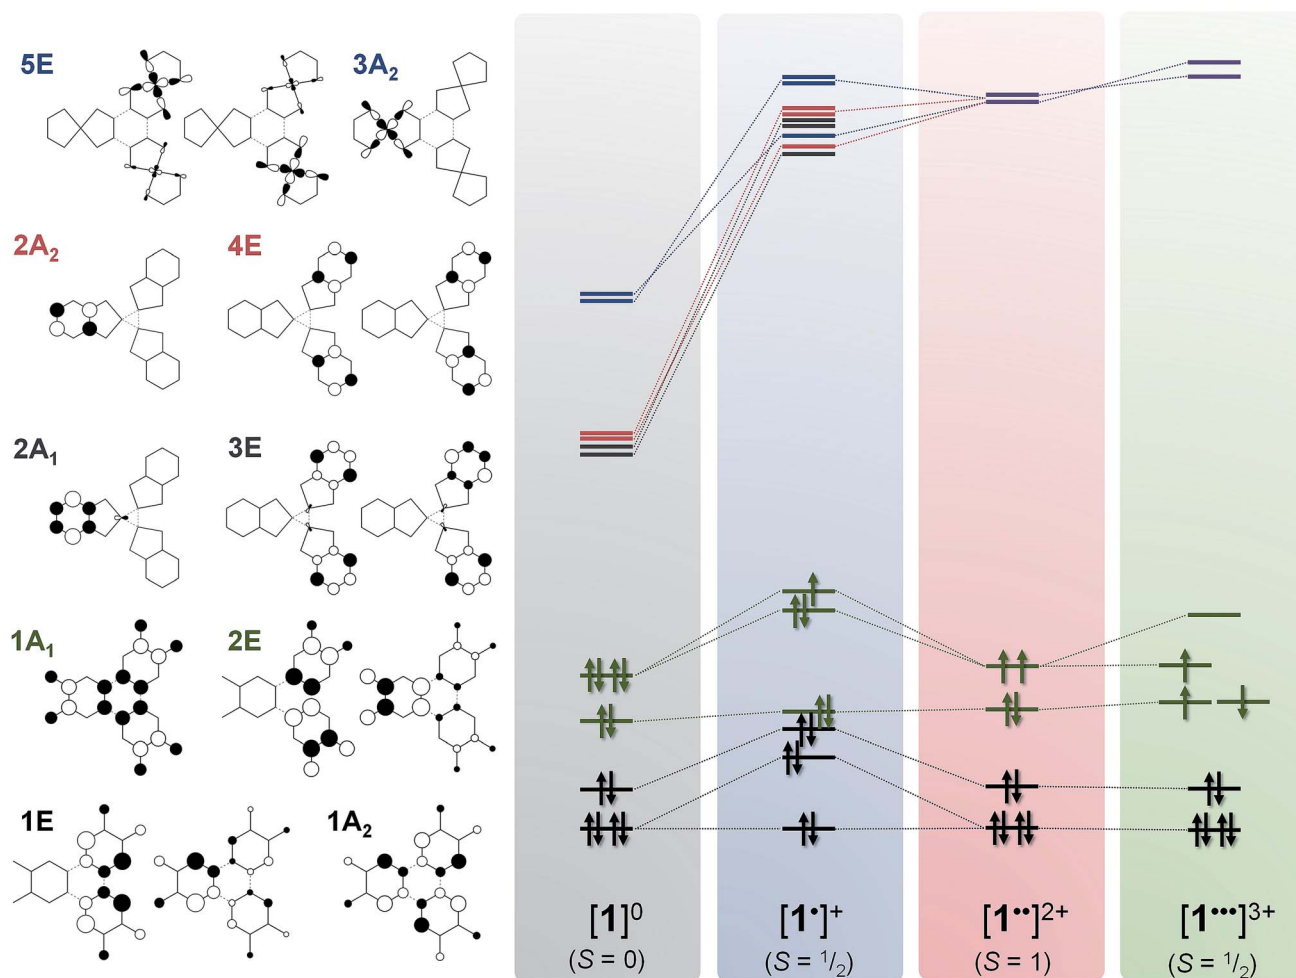 5E 3A₂
2A₂ 4E
2A₁ 3E
1A₁ 2E
1E 1A₂
[1]⁰ [1•]⁺ [1••]²⁺ [1•••]³⁺
(S = 0) (S = ¹/₂) (S = 1) (S = ¹/₂)